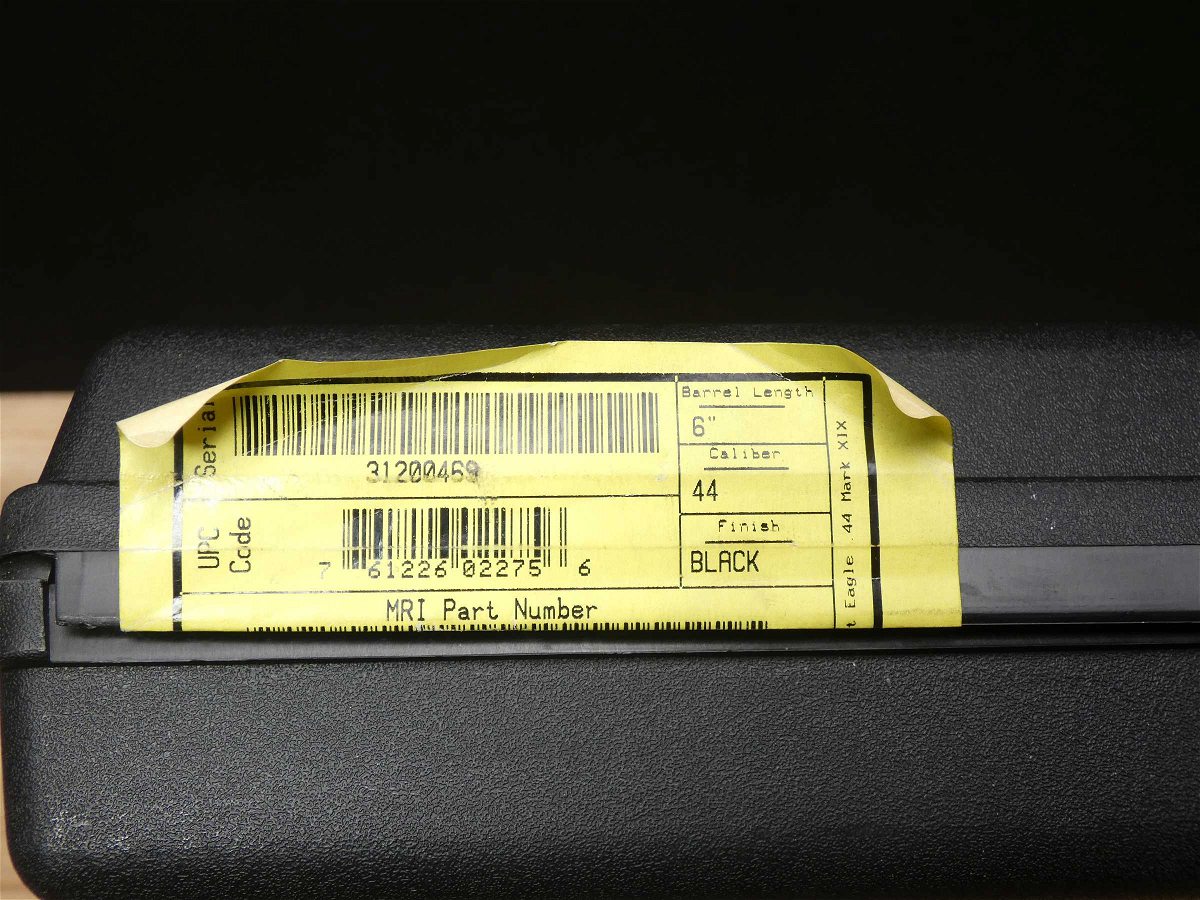 Serial
31200469
UPC
Code
7 61226 02275 6
MRI Part Number
Barrel Length
6"
Caliber
44
Finish
BLACK
t Eagle .44 Mark XIX